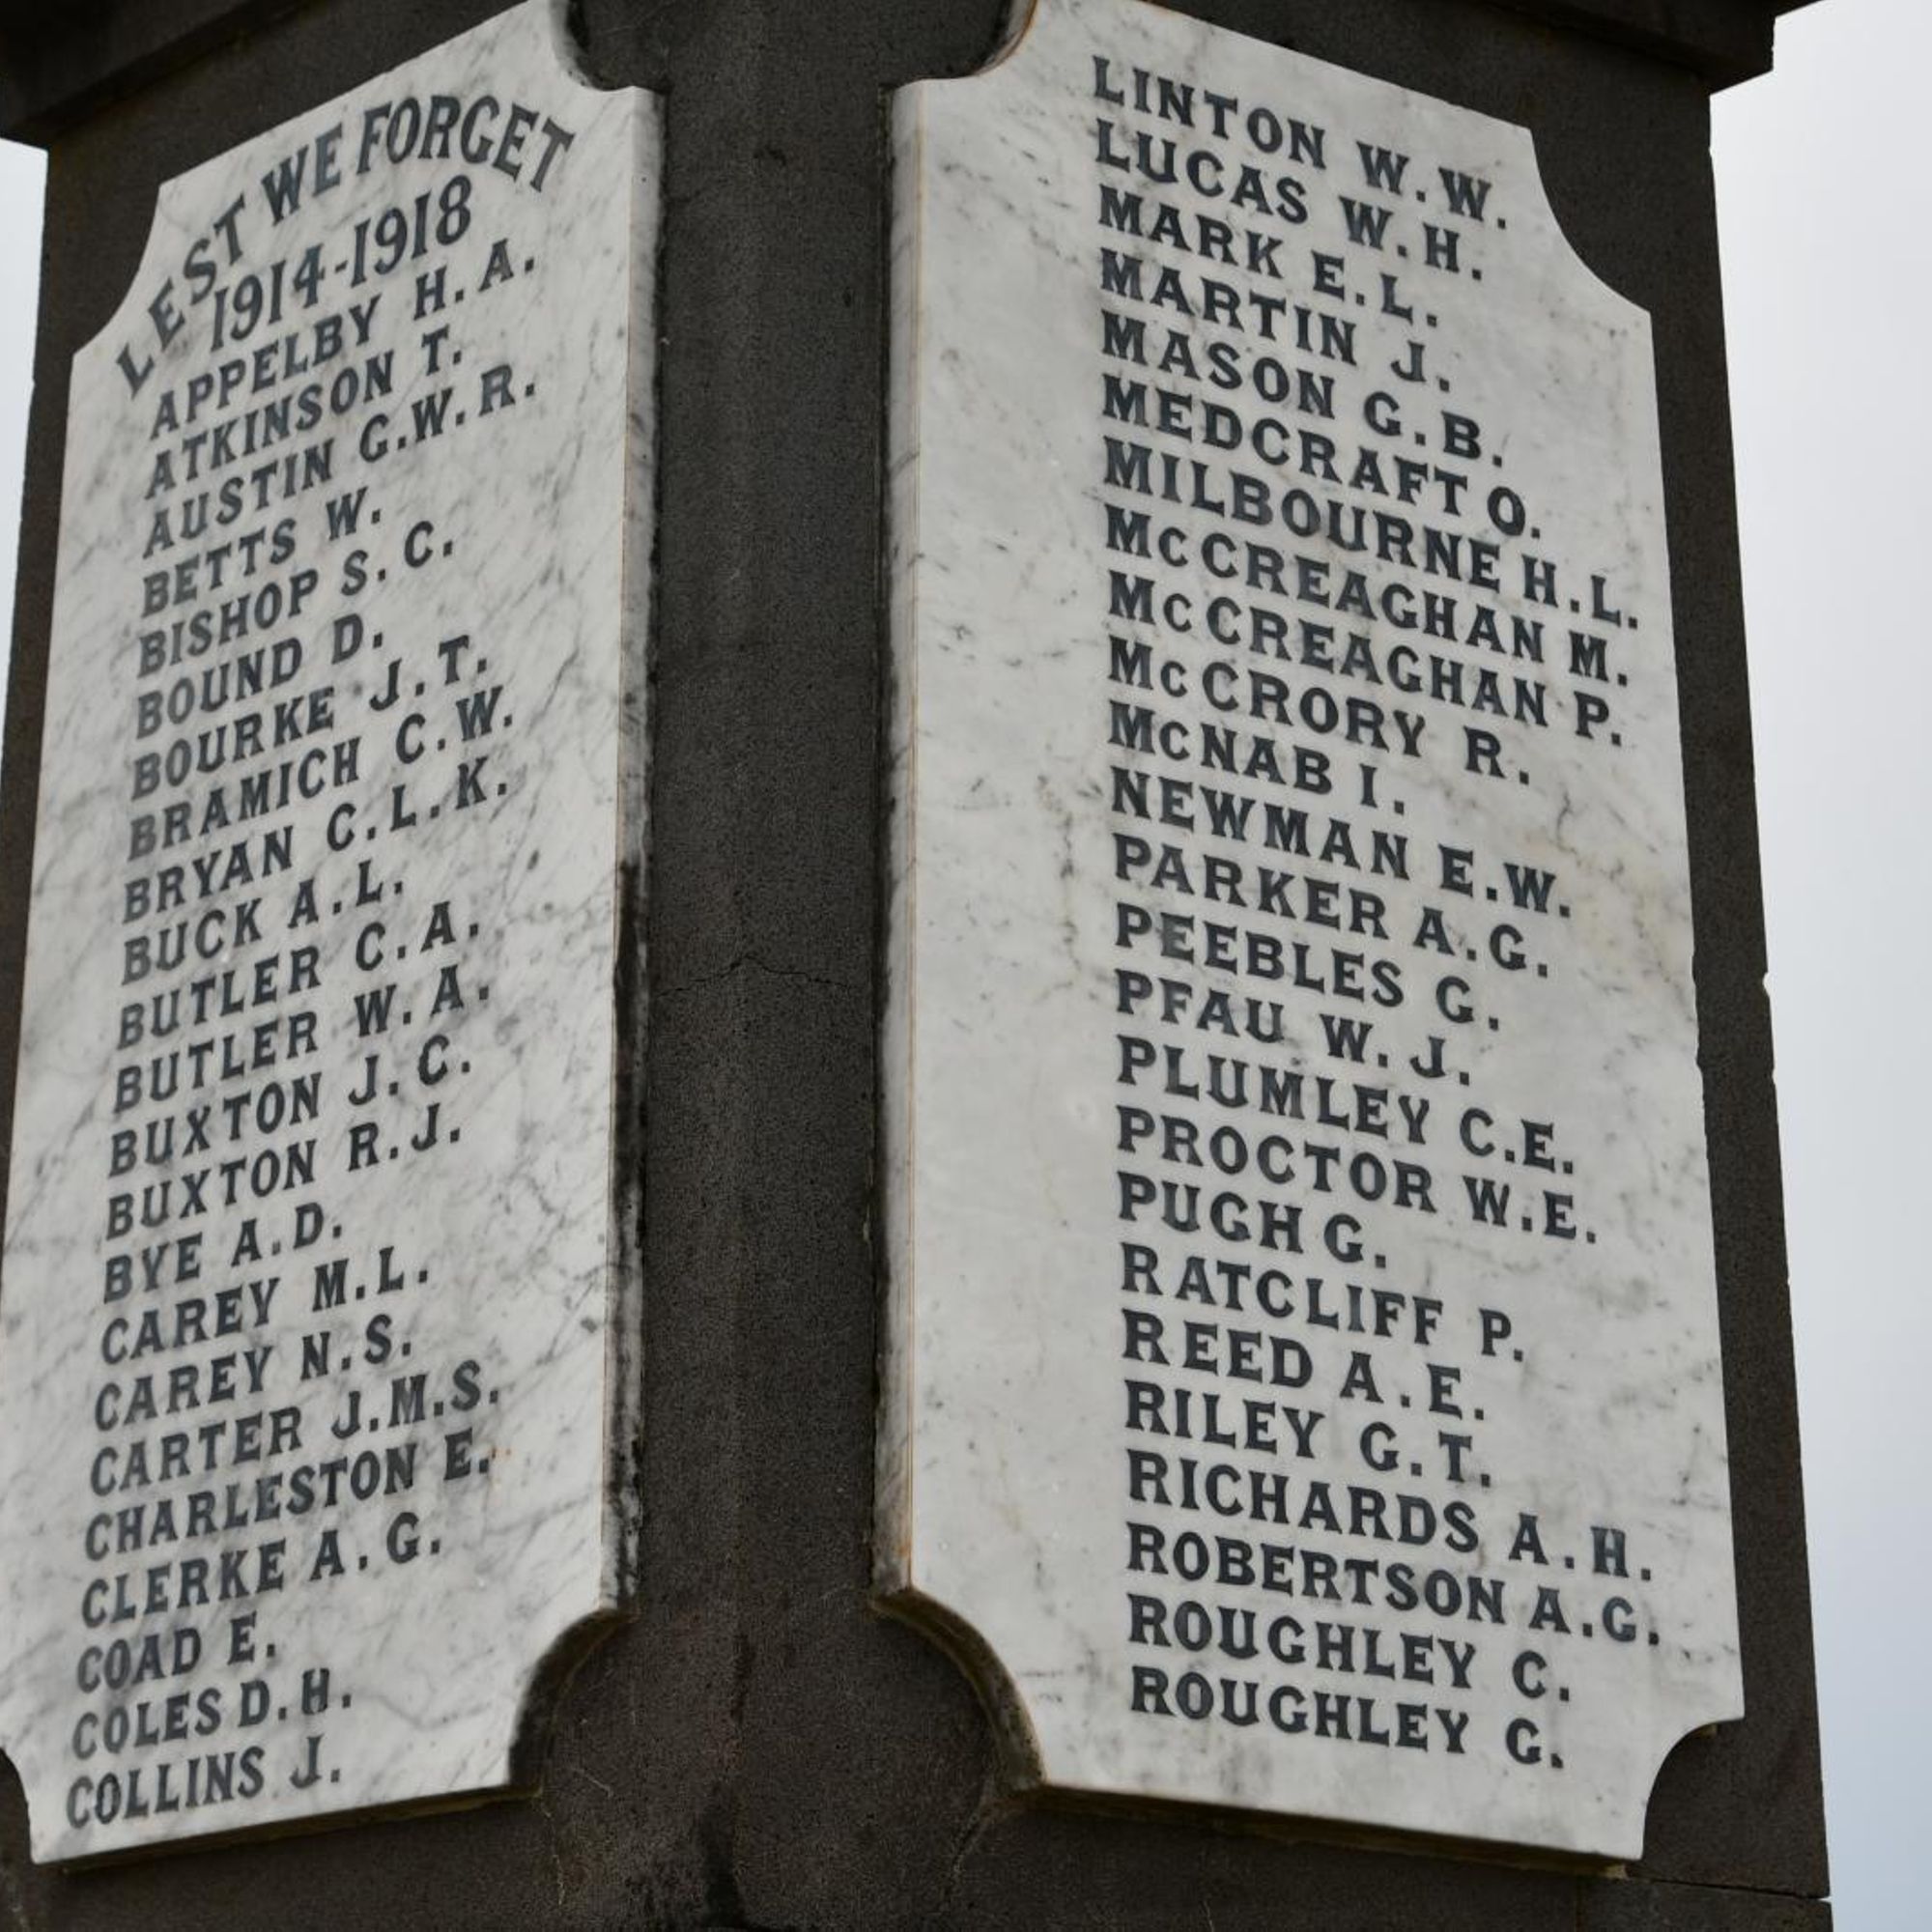 LEST WE FORGET
1914-1918
APPELBY H. A.
ATKINSON T.
AUSTIN G.W.R.
BETTS W.
BISHOP S. C.
BOUND D.
BOURKE J.T.
BRAMICH C.W.
BRYAN C.L.K.
BUCK A.L.
BUTLER C.A.
BUTLER W.A.
BUXTON J.C.
BUXTON R.J.
BYE A.D.
CAREY M.L.
CAREY N.S.
CARTER J.M.S.
CHARLESTON E.
CLERKE A.G.
COAD E.
COLES D.H.
COLLINS J.
LINTON W.W.
LUCAS W.H.
MARK E.L.
MARTIN J.
MASON G.B.
MEDCRAFT O.
MILBOURNE H.L.
McCREAGHAN M.
McCREAGHAN P.
McCRORY R.
McNAB I.
NEWMAN E.W.
PARKER A.G.
PEEBLES G.
PFAU W.J.
PLUMLEY C.E.
PROCTOR W.E.
PUGH G.
RATCLIFF P.
REED A.E.
RILEY G.T.
RICHARDS A.H.
ROBERTSON A.G.
ROUGHLEY C.
ROUGHLEY G.